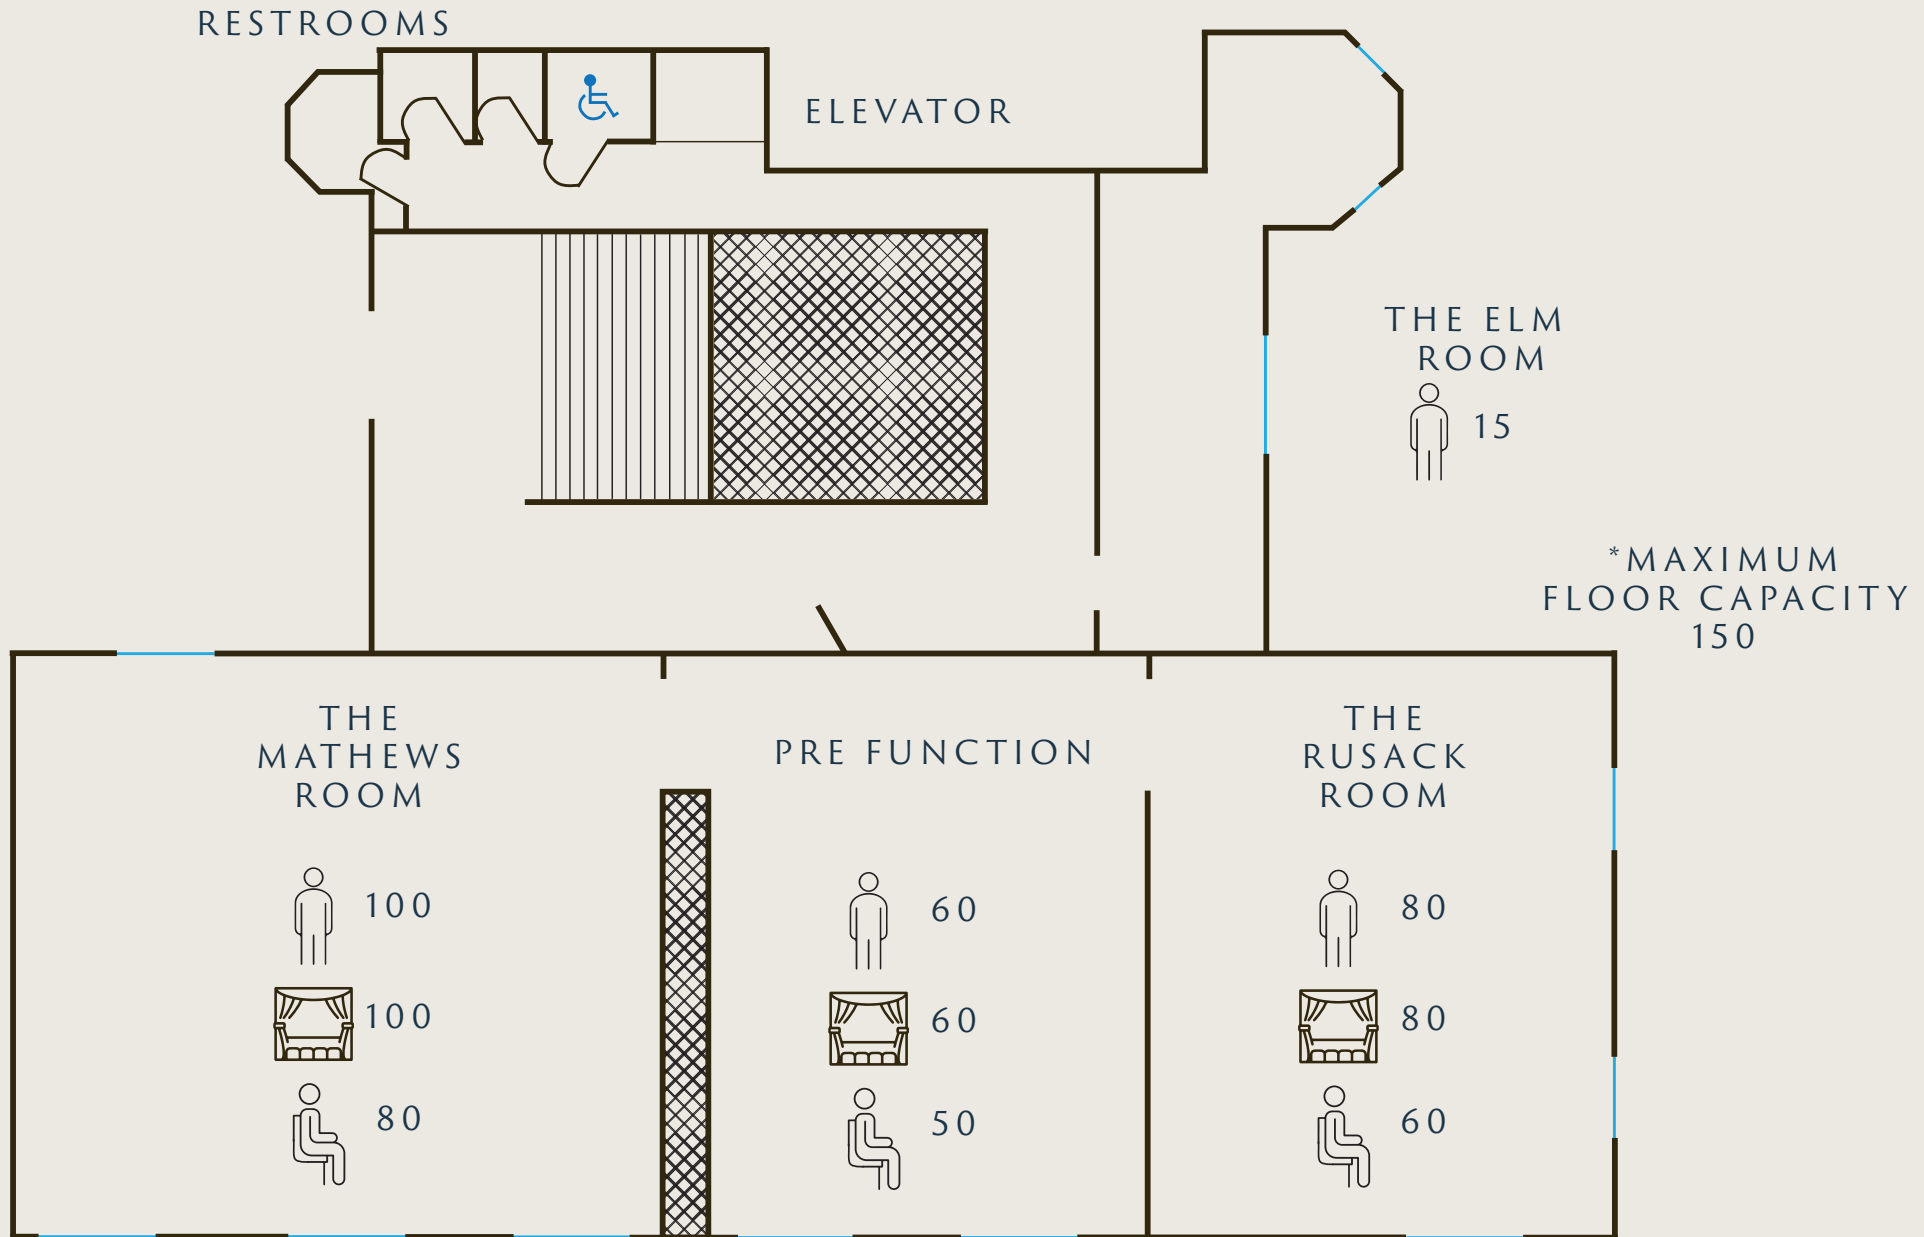 RESTROOMS
ELEVATOR
THE ELM
ROOM
15
*MAXIMUM
FLOOR CAPACITY
150
THE
MATHEWS
ROOM
100
100
80
PRE FUNCTION
60
60
50
THE
RUSACK
ROOM
80
80
60